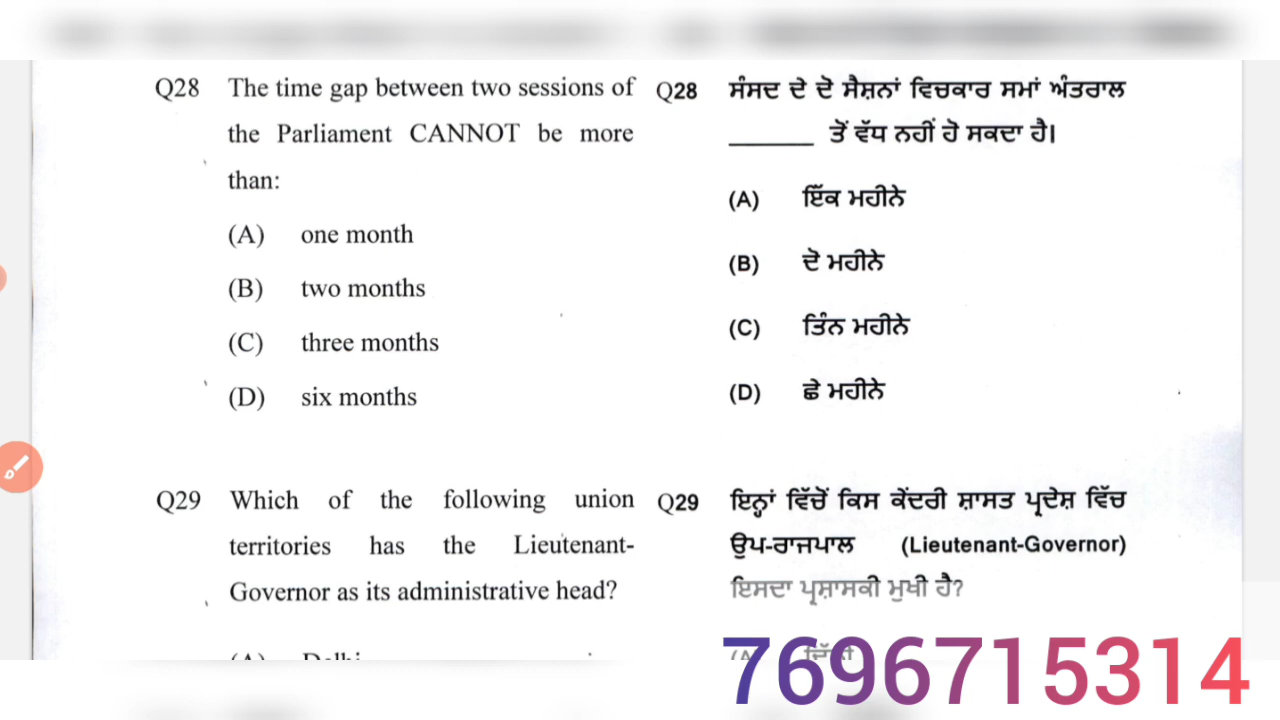 Q28 The time gap between two sessions of
the Parliament CANNOT be more
than:
(A) one month
(B) two months
(C) three months
(D) six months
Q29 Which of the following union
territories has the Lieutenant-
Governor as its administrative head?
(A) Delhi
Q28 ਸੰਸਦ ਦੇ ਦੋ ਸੈਸ਼ਨਾਂ ਵਿਚਕਾਰ ਸਮਾਂ ਅੰਤਰਾਲ
______ ਤੋਂ ਵੱਧ ਨਹੀਂ ਹੋ ਸਕਦਾ ਹੈ।
(A) ਇੱਕ ਮਹੀਨੇ
(B) ਦੋ ਮਹੀਨੇ
(C) ਤਿੰਨ ਮਹੀਨੇ
(D) ਛੇ ਮਹੀਨੇ
Q29 ਇਨ੍ਹਾਂ ਵਿੱਚੋਂ ਕਿਸ ਕੇਂਦਰੀ ਸ਼ਾਸਤ ਪ੍ਰਦੇਸ਼ ਵਿੱਚ
ਉਪ-ਰਾਜਪਾਲ (Lieutenant-Governor)
ਇਸਦਾ ਪ੍ਰਸ਼ਾਸਕੀ ਮੁਖੀ ਹੈ?
(A) ਦਿੱਲੀ
7696715314